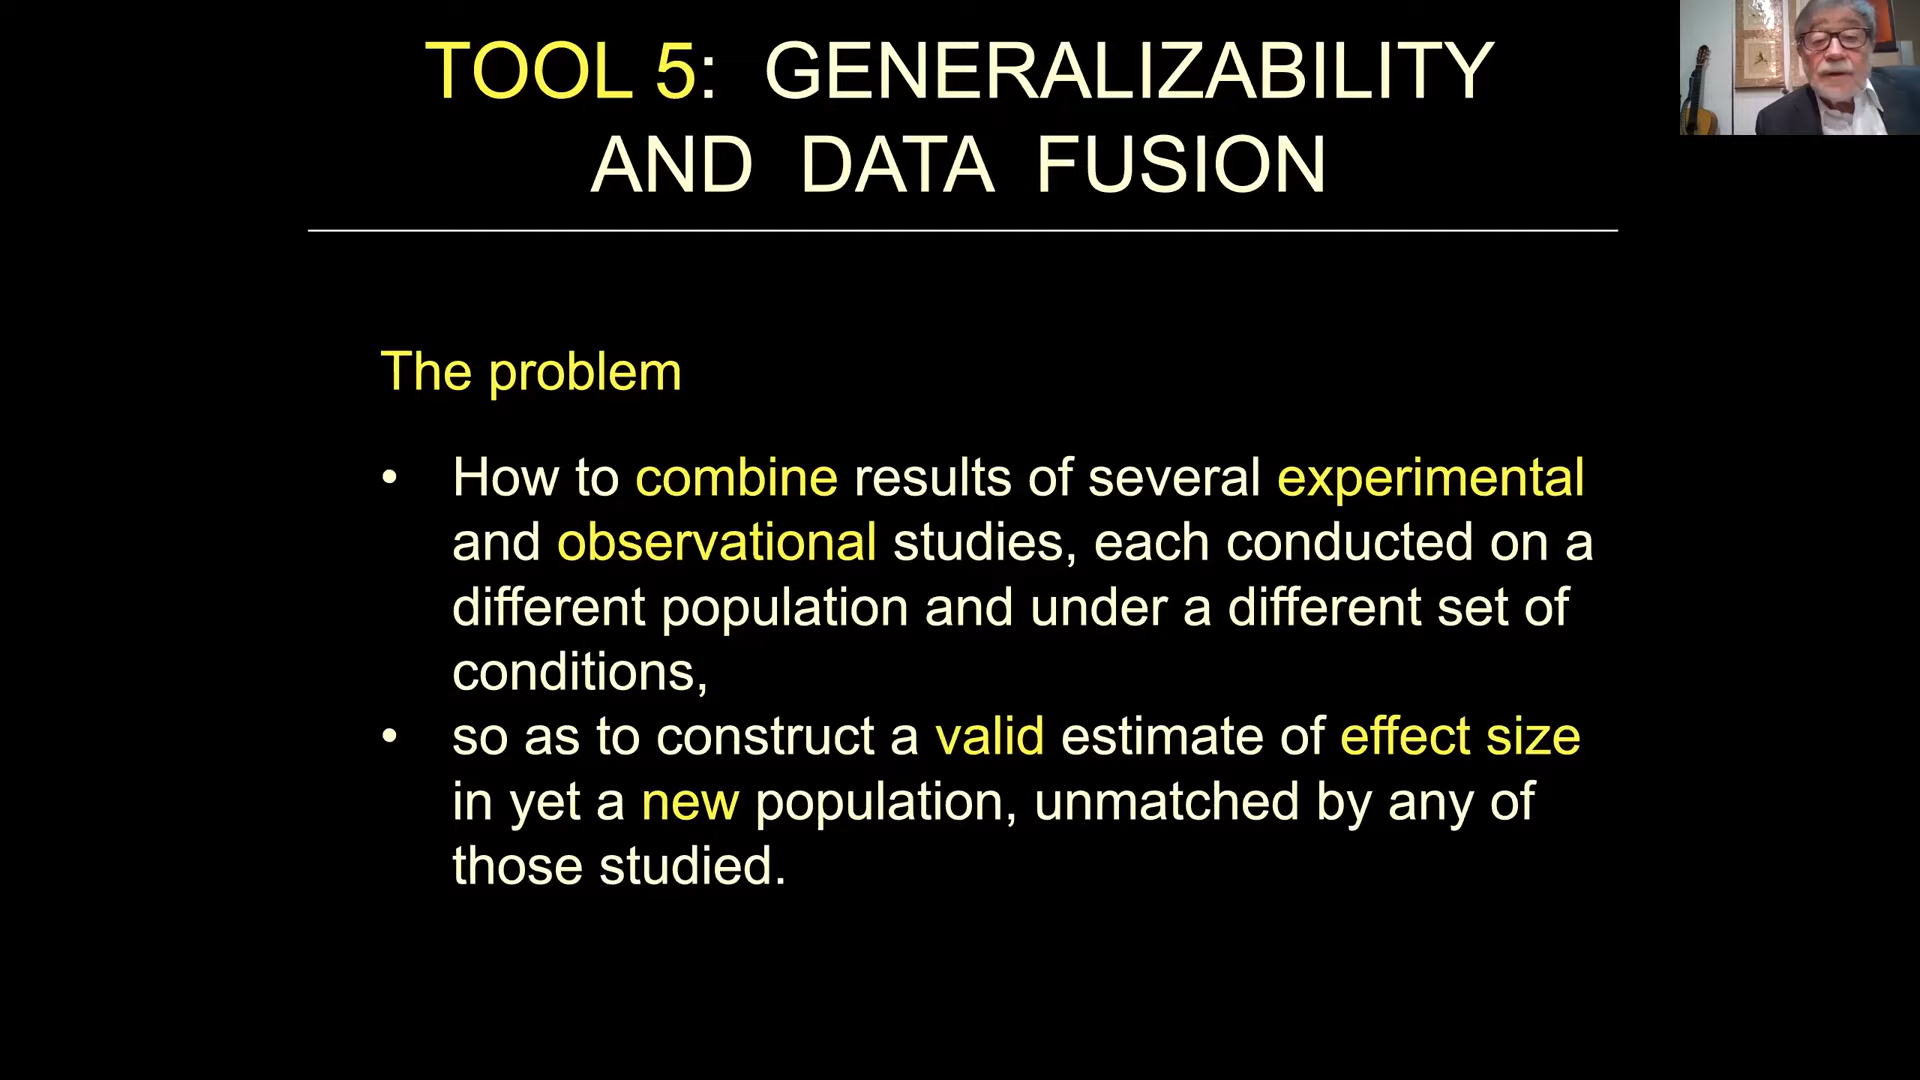 TOOL 5: GENERALIZABILITY
AND DATA FUSION
The problem
• How to combine results of several experimental
and observational studies, each conducted on a
different population and under a different set of
conditions,
• so as to construct a valid estimate of effect size
in yet a new population, unmatched by any of
those studied.